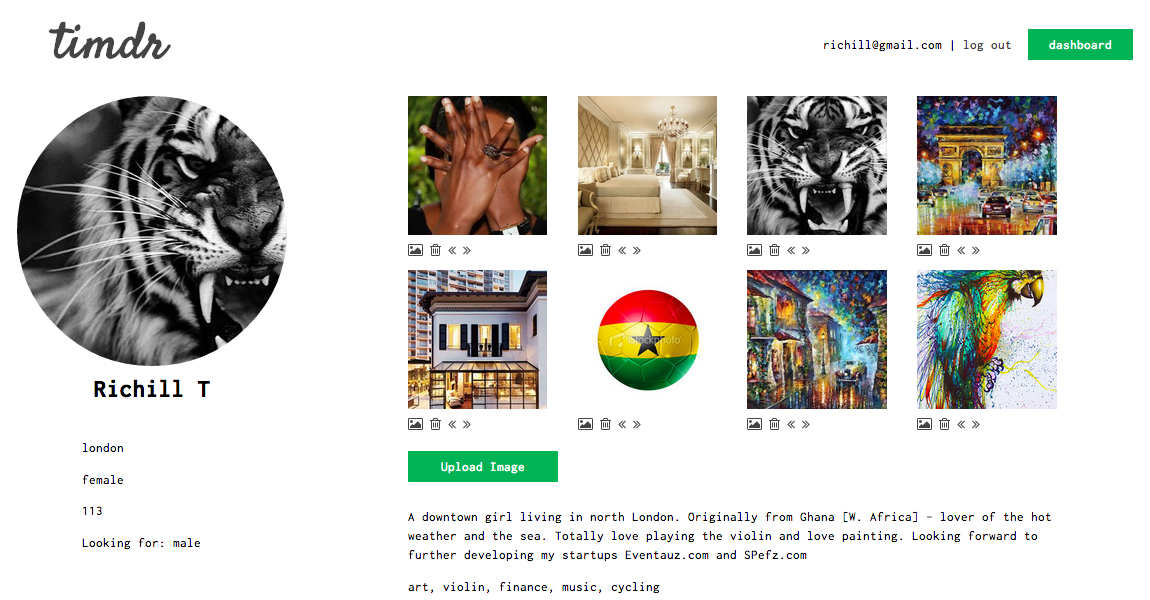 timdr
richill@gmail.com | log out
dashboard
Richill T
london
female
113
Looking for: male
iStockphoto
Upload Image
A downtown girl living in north London. Originally from Ghana [W. Africa] – lover of the hot
weather and the sea. Totally love playing the violin and love painting. Looking forward to
further developing my startups Eventauz.com and SPefz.com
art, violin, finance, music, cycling